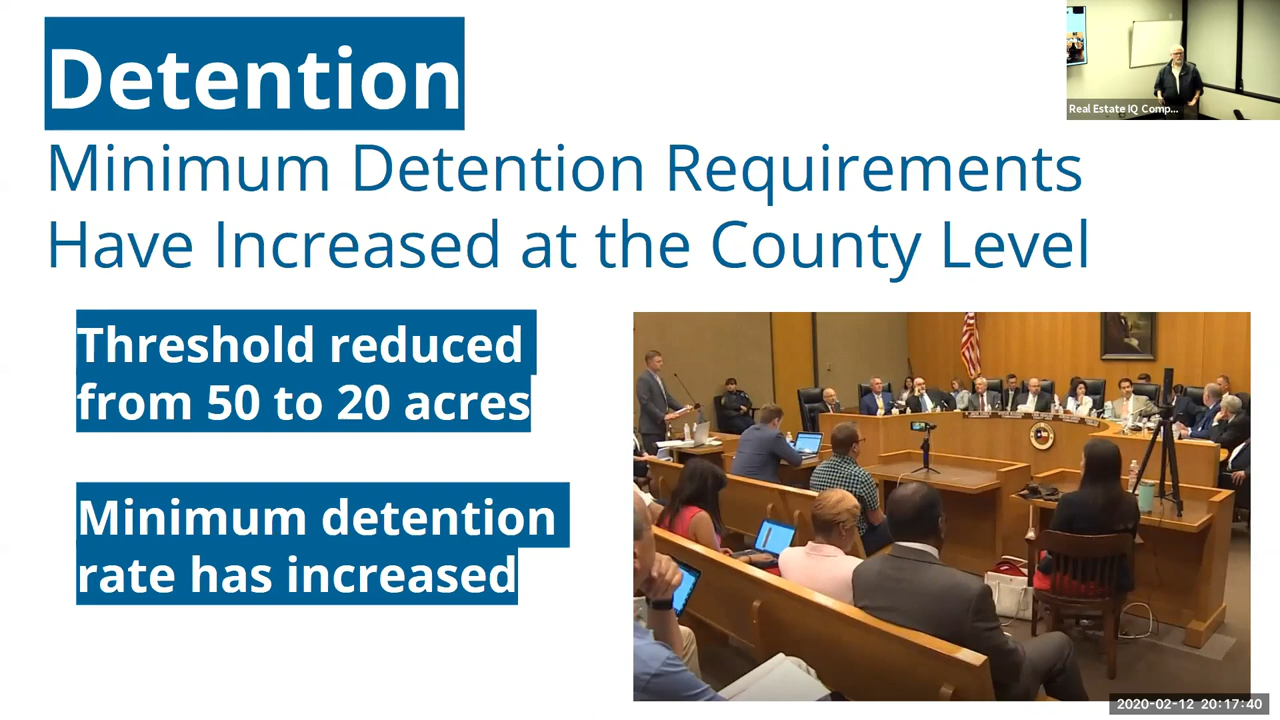 Detention
Real Estate IQ Comp...
Minimum Detention Requirements
Have Increased at the County Level
Threshold reduced
from 50 to 20 acres
Minimum detention
rate has increased
2020-02-12 20:17:40